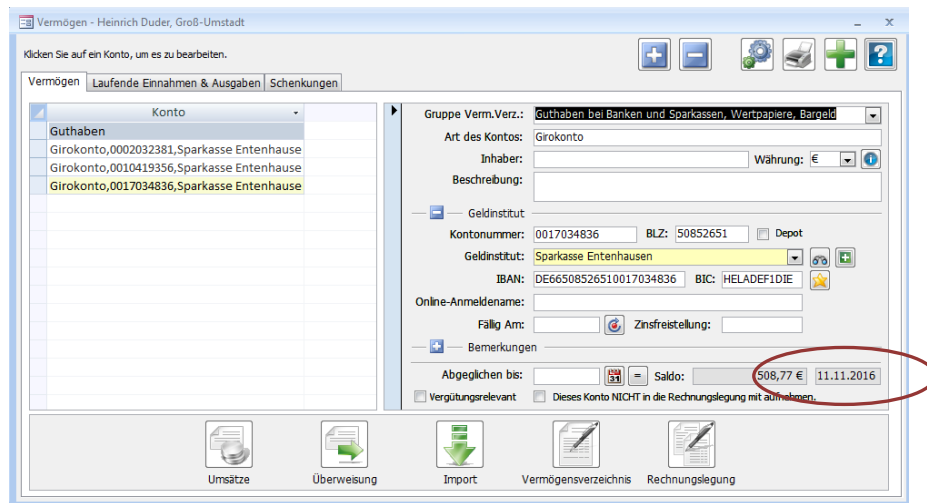 Vermögen - Heinrich Duder, Groß-Umstadt
Klicken Sie auf ein Konto, um es zu bearbeiten.
Vermögen Laufende Einnahmen & Ausgaben Schenkungen
Konto
Guthaben
Girokonto,0002032381,Sparkasse Entenhause
Girokonto,0010419356,Sparkasse Entenhause
Girokonto,0017034836,Sparkasse Entenhause
Gruppe Verm.Verz.: Guthaben bei Banken und Sparkassen, Wertpapiere, Bargeld
Art des Kontos: Girokonto
Inhaber: Währung: €
Beschreibung:
Geldinstitut
Kontonummer: 0017034836 BLZ: 50852651 Depot
Geldinstitut: Sparkasse Entenhausen
IBAN: DE66508526510017034836 BIC: HELADEF1DIE
Online-Anmeldename:
Fällig Am: Zinsfreistellung:
Bemerkungen
Abgeglichen bis: 31 = Saldo: 508,77 € 11.11.2016
Vergütungsrelevant Dieses Konto NICHT in die Rechnungslegung mit aufnehmen.
Umsätze Überweisung Import Vermögensverzeichnis Rechnungslegung